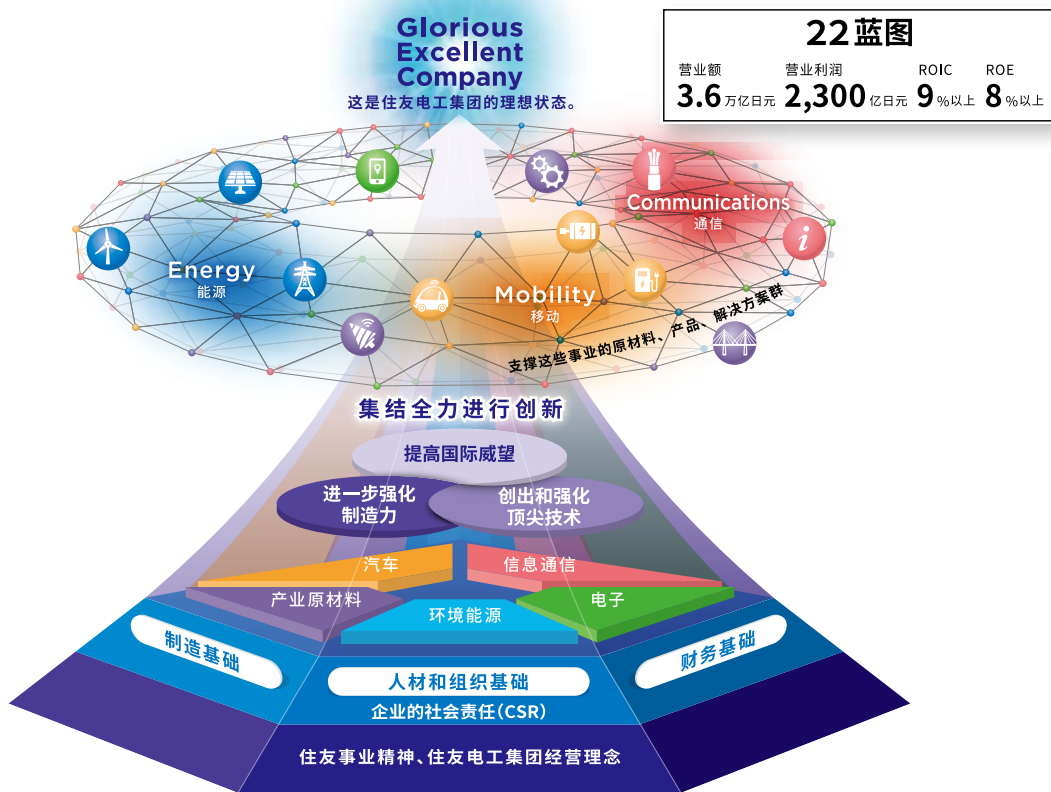 Glorious
Excellent
Company
这是住友电工集团的理想状态。
22蓝图
营业额 营业利润 ROIC ROE
3.6万亿日元 2,300亿日元 9%以上 8%以上
Communications
通信
Energy
能源
Mobility
移动
i
支撑这些事业的原材料、产品、解决方案群
集结全力进行创新
提高国际威望
进一步强化
制造力
创出和强化
顶尖技术
汽车
信息通信
产业原材料
环境能源
电子
制造基础
人材和组织基础
财务基础
企业的社会责任(CSR)
住友事业精神、住友电工集团经营理念